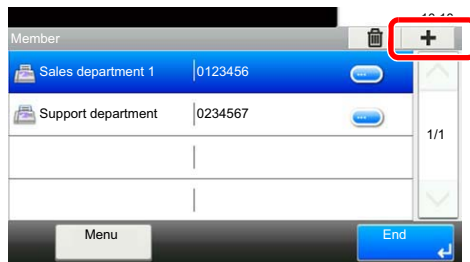 Member
Sales department 1 0123456
Support department 0234567
1/1
Menu End